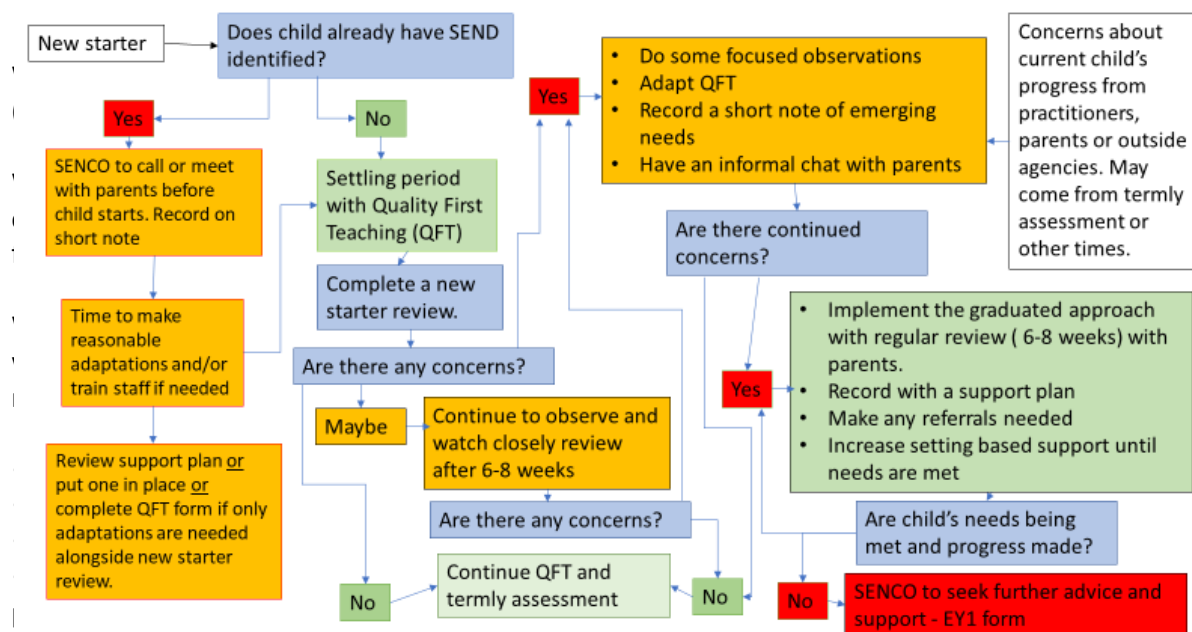 New starter
Does child already have SEND
identified?
Yes
No
SENCO to call or meet
with parents before
child starts. Record on
short note
Time to make
reasonable
adaptations and/or
train staff if needed
Review support plan or
put one in place or
complete QFT form if only
adaptations are needed
alongside new starter
review.
Settling period
with Quality First
Teaching (QFT)
Complete a new
starter review.
Are there any concerns?
Maybe
Continue to observe and
watch closely review
after 6-8 weeks
Are there any concerns?
No
Continue QFT and
termly assessment
No
Yes
• Do some focused observations
• Adapt QFT
• Record a short note of emerging
needs
• Have an informal chat with parents
Concerns about
current child's
progress from
practitioners,
parents or outside
agencies. May
come from termly
assessment or
other times.
Are there continued
concerns?
Yes
• Implement the graduated approach
with regular review ( 6-8 weeks) with
parents.
• Record with a support plan
• Make any referrals needed
• Increase setting based support until
needs are met
Are child's needs being
met and progress made?
No
SENCO to seek further advice and
support - EY1 form